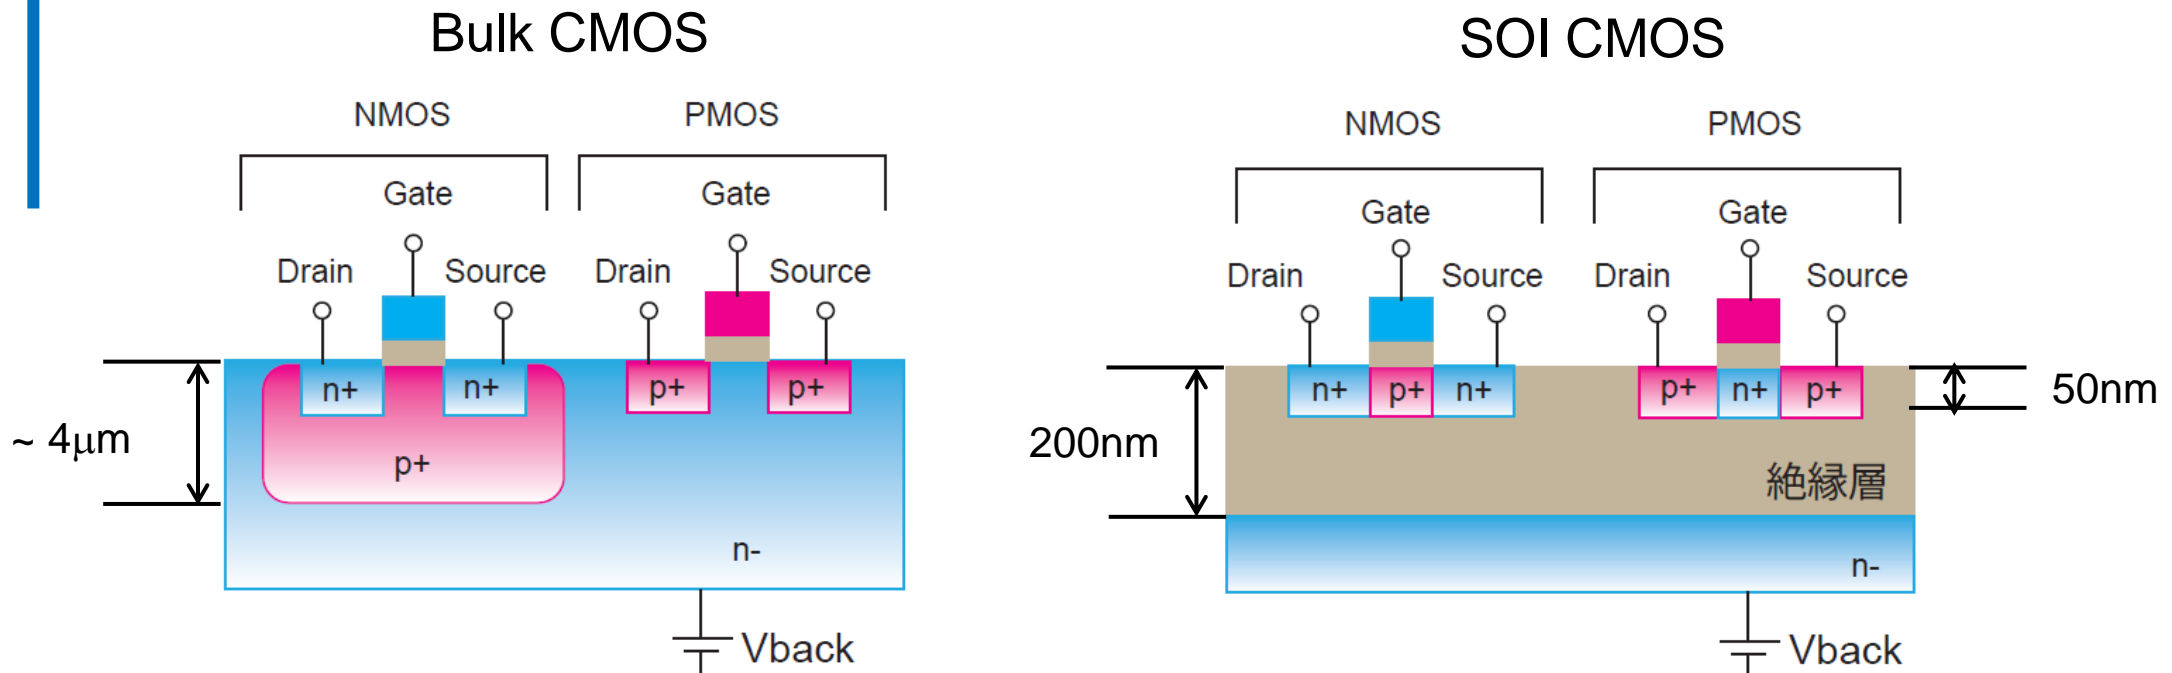 Bulk CMOS
NMOS
PMOS
Gate
Gate
Drain
Source
Drain
Source
n+
n+
p+
p+
p+
~ 4μm
n-
Vback
SOI CMOS
NMOS
PMOS
Gate
Gate
Drain
Source
Drain
Source
n+
p+
n+
p+
n+
p+
50nm
200nm
絶縁層
n-
Vback